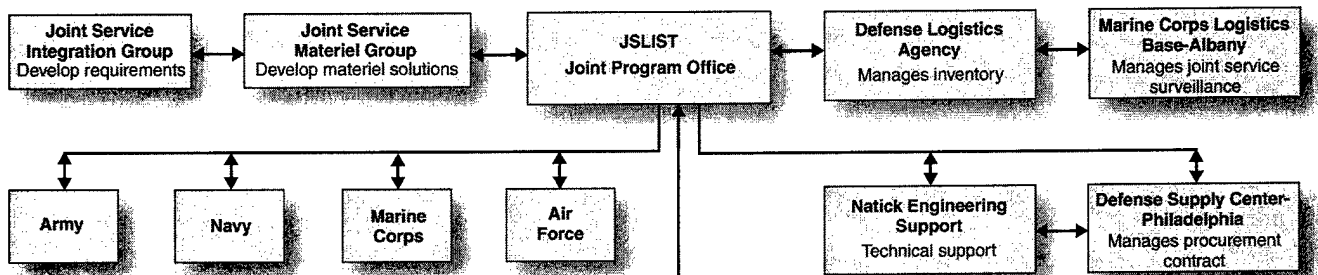 Joint Service
Integration Group
Develop requirements
Joint Service
Materiel Group
Develop materiel solutions
JSLIST
Joint Program Office
Defense Logistics
Agency
Manages inventory
Marine Corps Logistics
Base-Albany
Manages joint service
surveillance
Army
Navy
Marine
Corps
Air
Force
Natick Engineering
Support
Technical support
Defense Supply Center-
Philadelphia
Manages procurement
contract